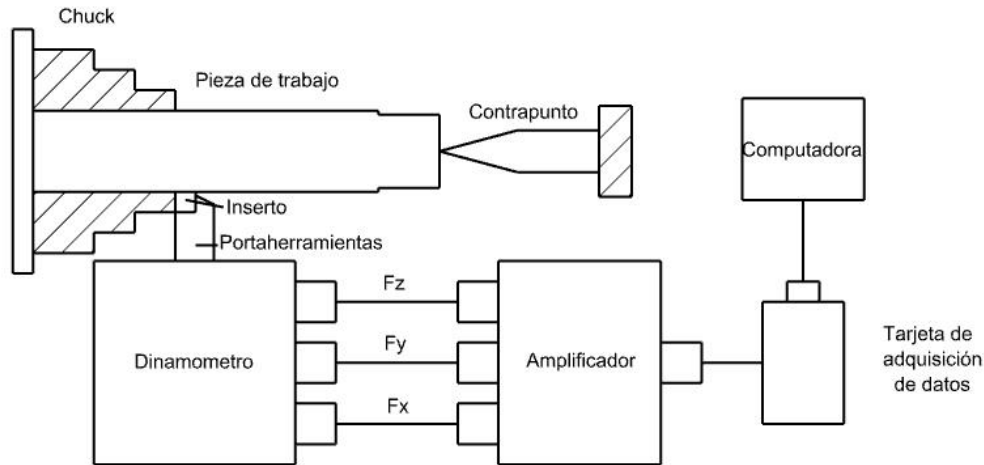 Chuck
Pieza de trabajo
Contrapunto
Computadora
Inserto
Portaherramientas
Fz
Dinamometro
Fy
Amplificador
Fx
Tarjeta de
adquisición
de datos